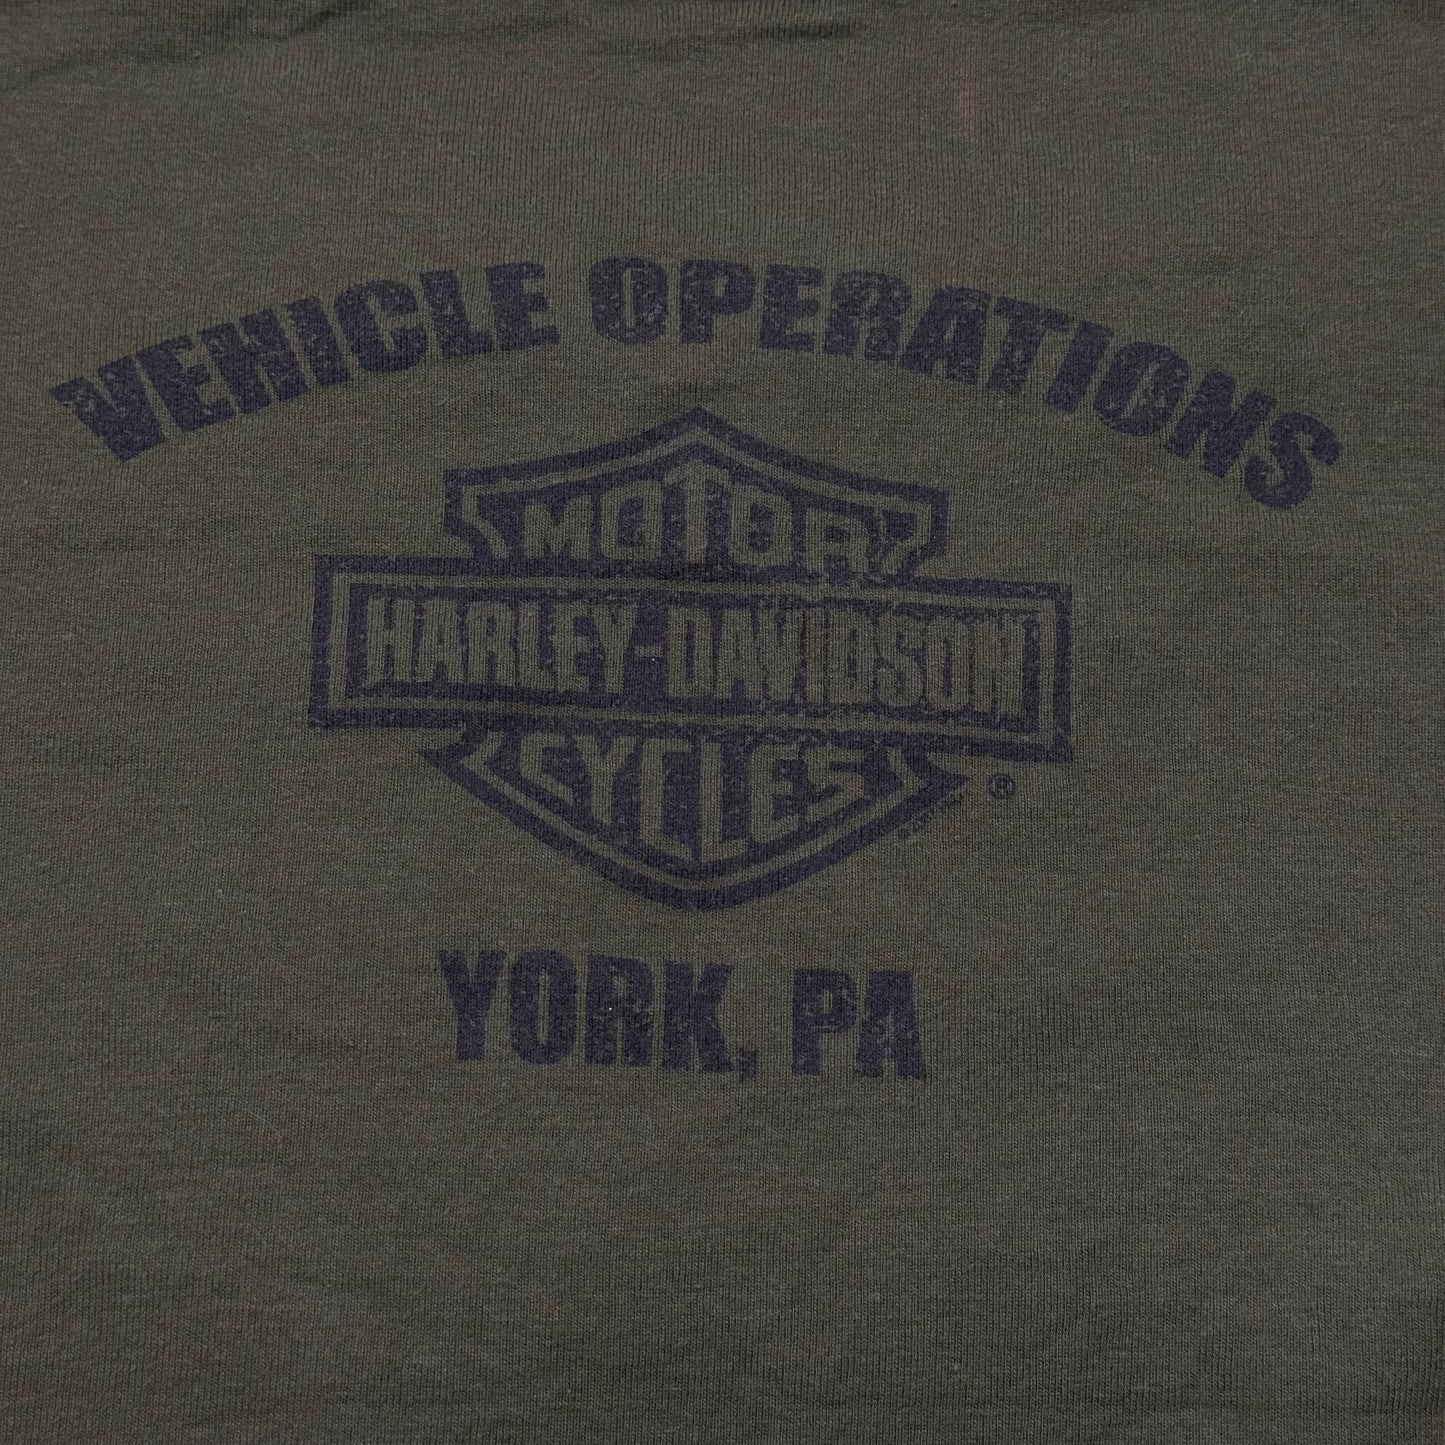 VEHICLE OPERATIONS
MOTOR
HARLEY-DAVIDSON
CYCLES
®
YORK, PA